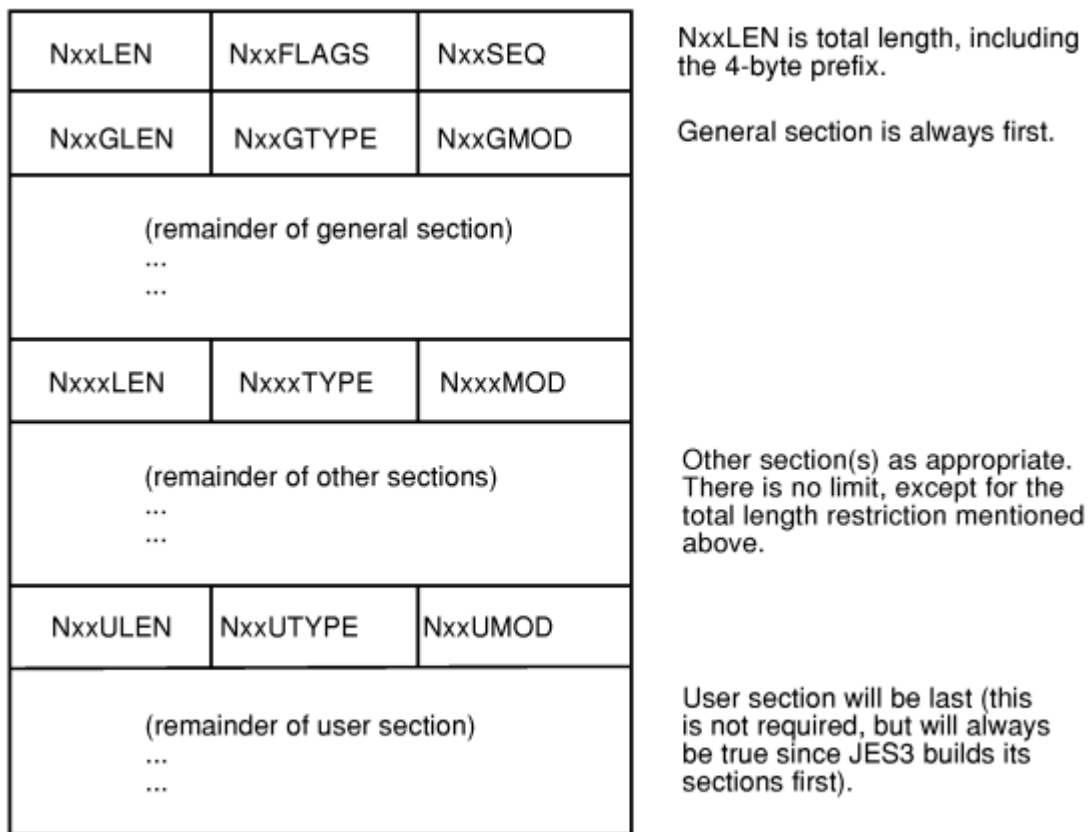 NxxLEN NxxFLAGS NxxSEQ
NxxLEN is total length, including
the 4-byte prefix.
NxxGLEN NxxGTYPE NxxGMOD
General section is always first.
(remainder of general section)
...
...
NxxxLEN NxxxTYPE NxxxMOD
(remainder of other sections)
...
...
Other section(s) as appropriate.
There is no limit, except for the
total length restriction mentioned
above.
NxxULEN NxxUTYPE NxxUMOD
(remainder of user section)
...
...
User section will be last (this
is not required, but will always
be true since JES3 builds its
sections first).